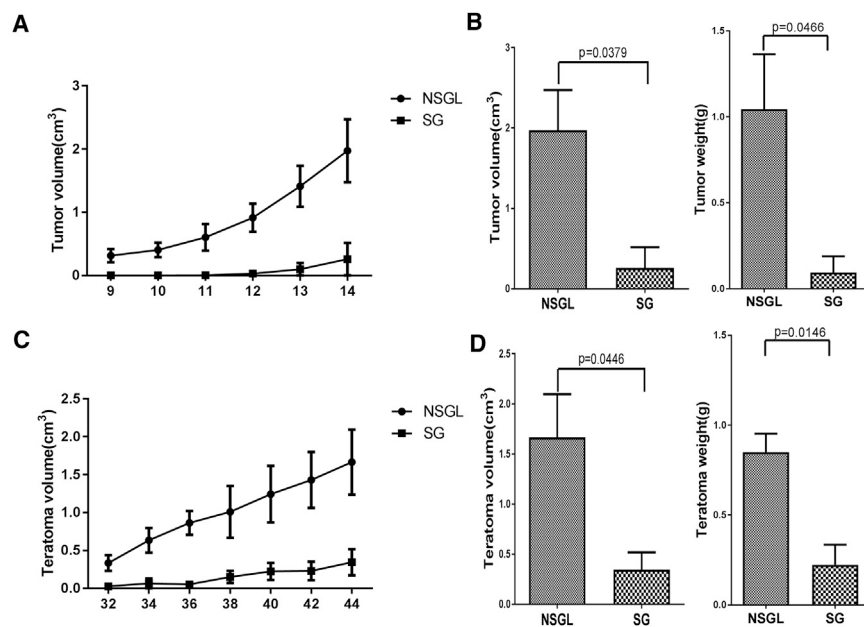 A
Tumor volume(cm³)
2
1
0
9 10 11 12 13 14
NSGL
SG
B
Tumor volume(cm³)
3
2
1
0
p=0.0379
NSGL SG
Tumor weight(g)
1.5
1.0
0.5
0.0
p=0.0466
NSGL SG
C
Teratoma volume(cm³)
2.5
2.0
1.5
1.0
0.5
0.0
32 34 36 38 40 42 44
NSGL
SG
D
Teratoma volume(cm³)
2.5
2.0
1.5
1.0
0.5
0.0
p=0.0446
NSGL SG
Teratoma weight(g)
1.5
1.0
0.5
0.0
p=0.0146
NSGL SG